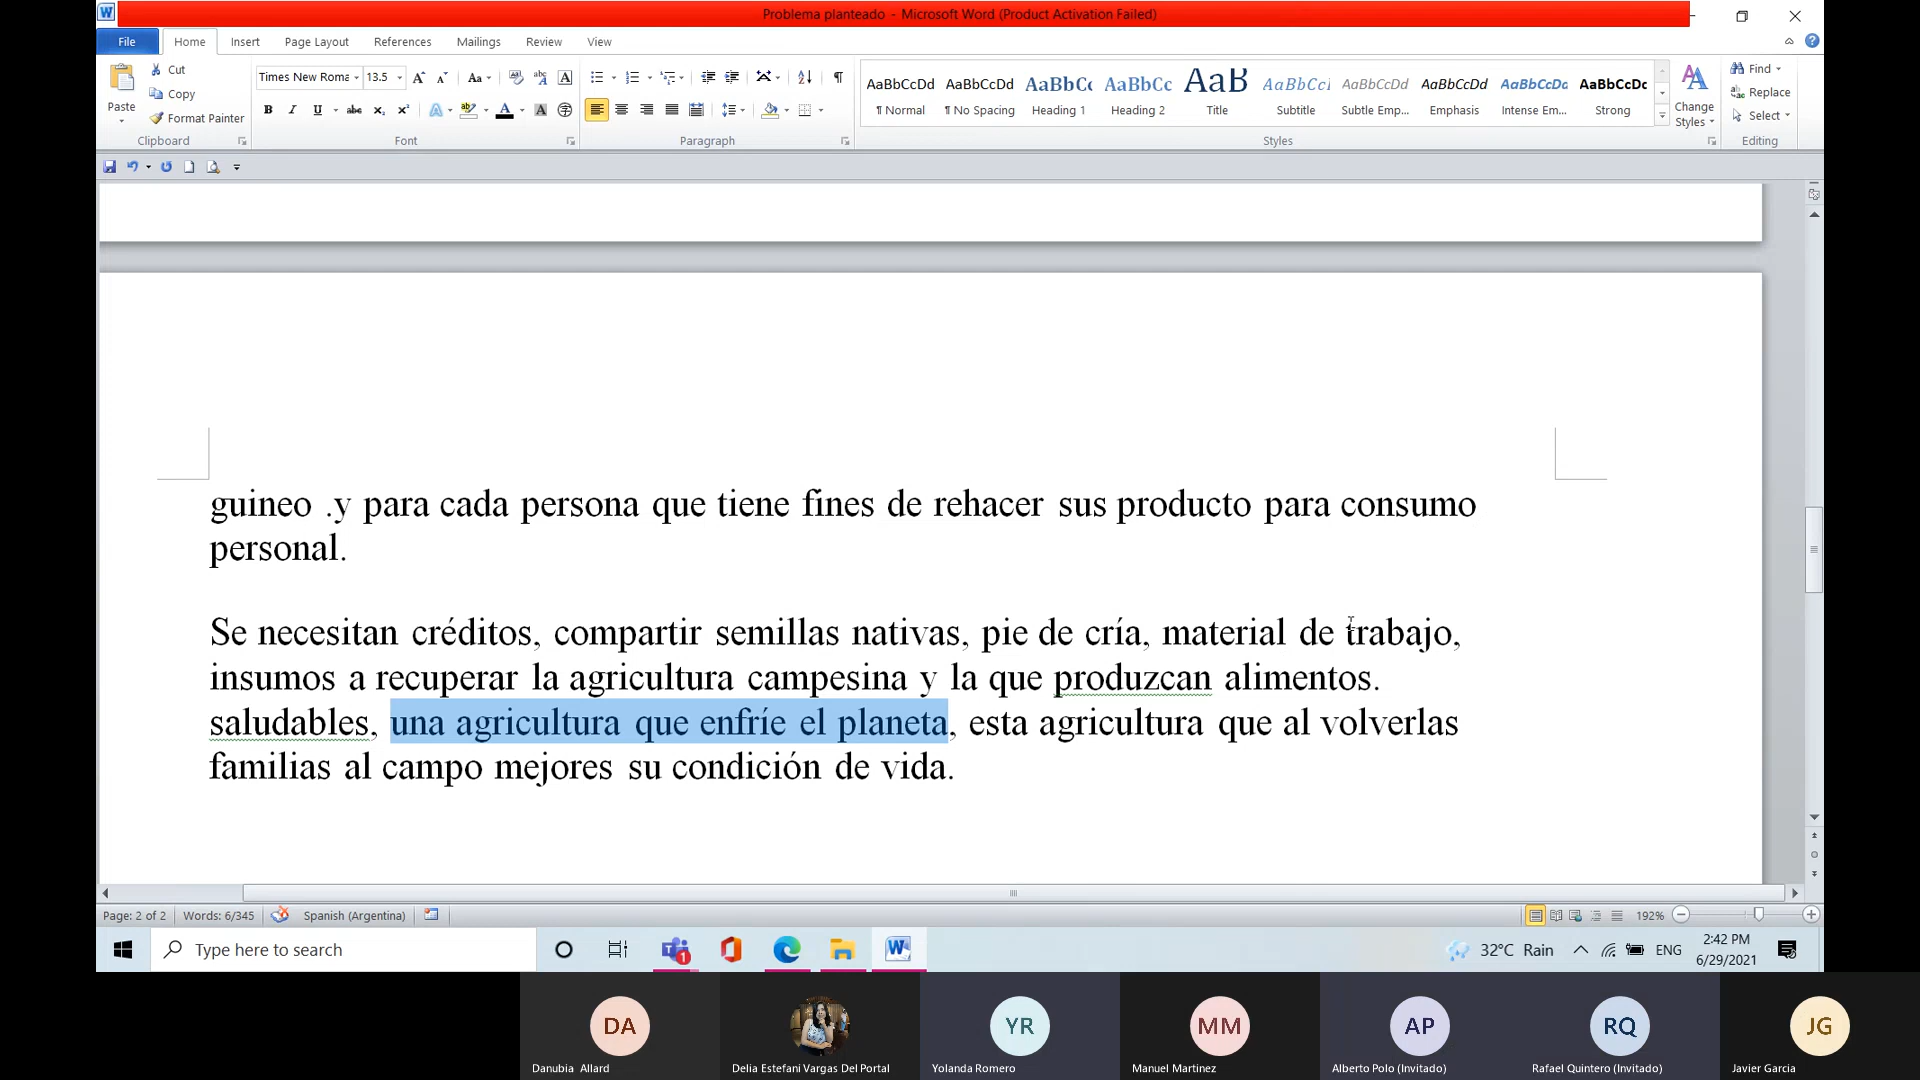 Problema planteado - Microsoft Word (Product Activation Failed)
File Home Insert Page Layout References Mailings Review View
Paste
Cut
Copy
Format Painter
Clipboard
Times New Roma 13.5
Font
Paragraph
AaBbCcDd AaBbCcDd AaBbCc AaBbCc AaB AaBbCcI AaBbCcDd AaBbCcDd AaBbCcDd AaBbCcDc
¶ Normal ¶ No Spacing Heading 1 Heading 2 Title Subtitle Subtle Emp... Emphasis Intense Em... Strong
Change
Styles
Styles
Find
Replace
Select
Editing
guineo .y para cada persona que tiene fines de rehacer sus producto para consumo
personal.
Se necesitan créditos, compartir semillas nativas, pie de cría, material de trabajo,
insumos a recuperar la agricultura campesina y la que produzcan alimentos.
saludables, una agricultura que enfríe el planeta, esta agricultura que al volverlas
familias al campo mejores su condición de vida.
Page: 2 of 2 Words: 6/345 Spanish (Argentina) 192%
Type here to search
1
32°C Rain ENG
2:42 PM
6/29/2021
DA YR MM AP RQ JG
Danubia Allard Delia Estefani Vargas Del Portal Yolanda Romero Manuel Martinez Alberto Polo (Invitado) Rafael Quintero (Invitado) Javier Garcia